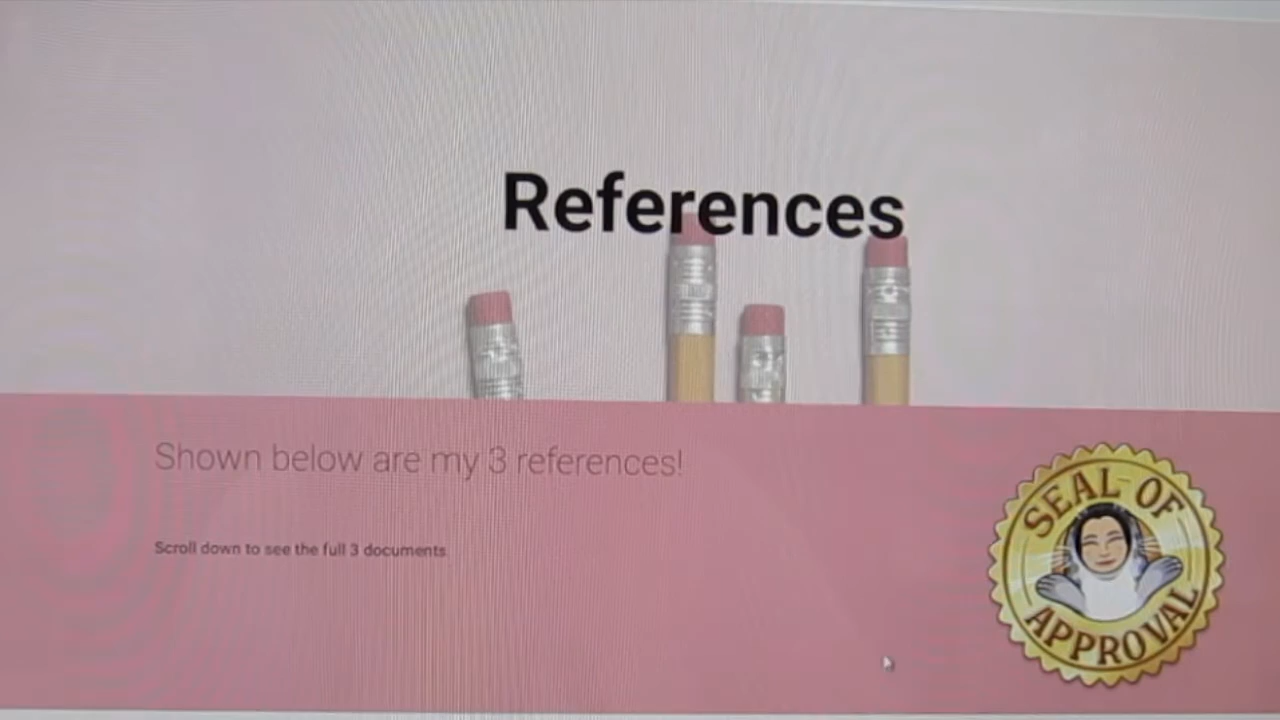 References
Shown below are my 3 references!
Scroll down to see the full 3 documents.
SEAL OF
APPROVAL